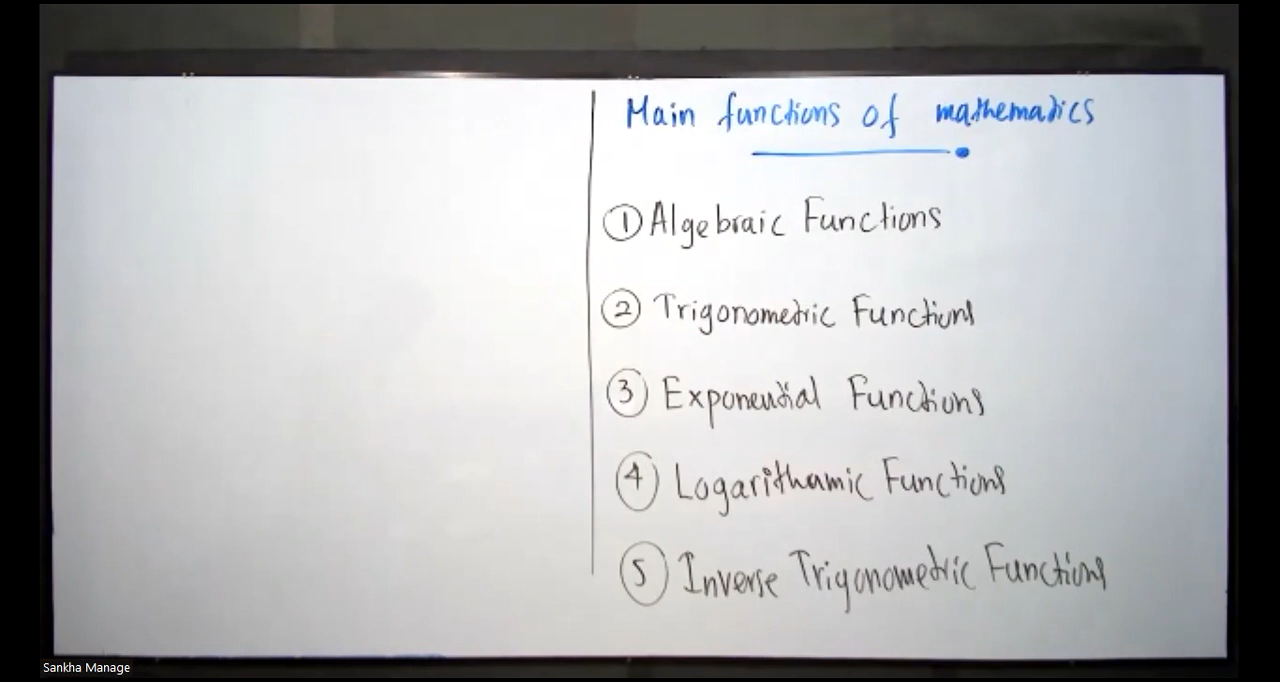 Main functions of mathematics
① Algebraic Functions
② Trigonometric Functions
③ Exponential Functions
④ Logarithamic Functions
⑤ Inverse Trigonometric Functions
Sankha Manage